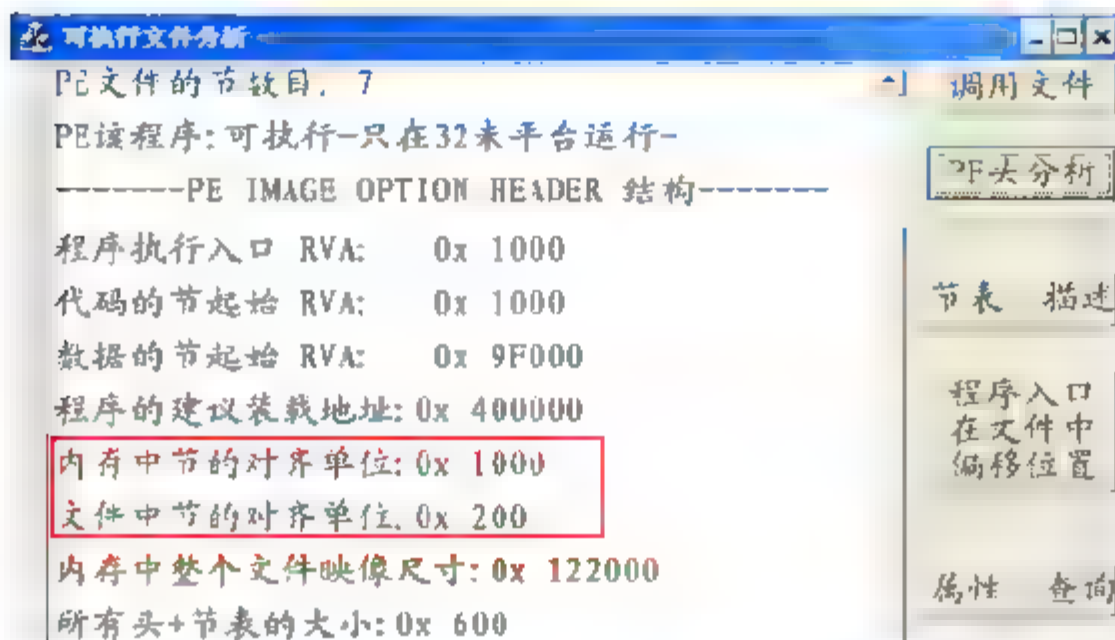 可执行文件分析
PE文件的节数目. 7
PE该程序:可执行-只在32未平台运行-
-------PE IMAGE OPTION HEADER 结构-------
程序执行入口 RVA: 0x 1000
代码的节起始 RVA: 0x 1000
数据的节起始 RVA: 0x 9F000
程序的建议装载地址:0x 400000
内存中节的对齐单位:0x 1000
文件中节的对齐单位.0x 200
内存中整个文件映像尺寸:0x 122000
所有头+节表的大小:0x 600
调用文件
PE头分析
节表 描述
程序入口
在文件中
偏移位置
属性 查询